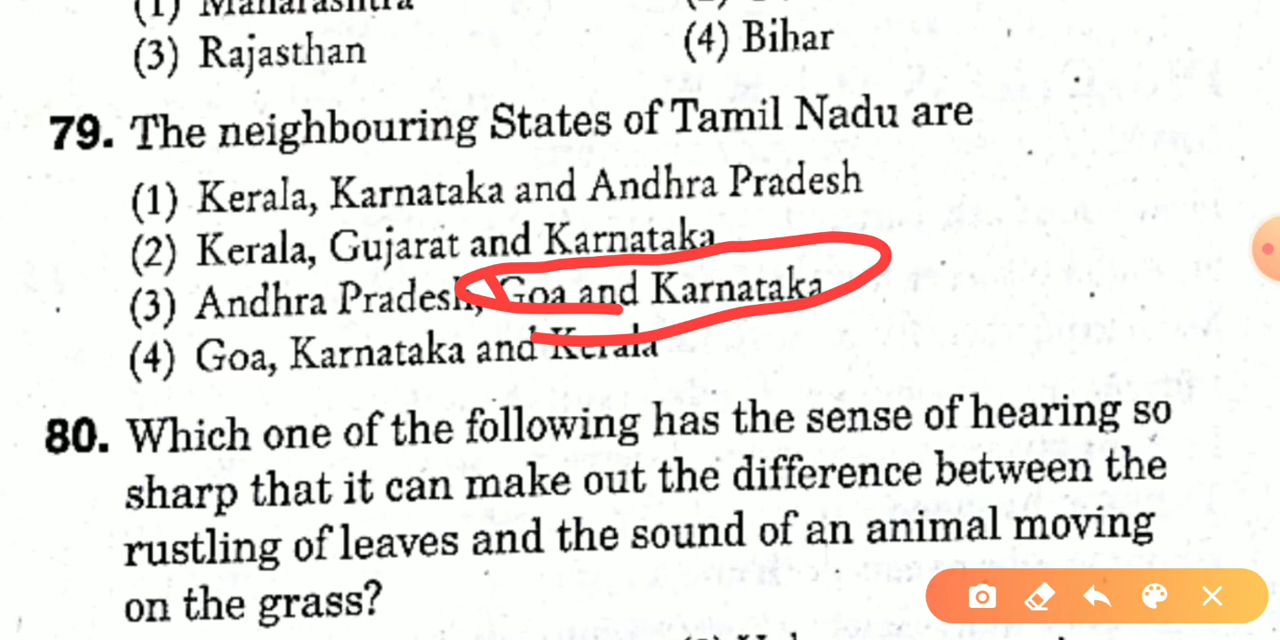 (1) Maharashtra
(3) Rajasthan
(4) Bihar
79. The neighbouring States of Tamil Nadu are
(1) Kerala, Karnataka and Andhra Pradesh
(2) Kerala, Gujarat and Karnataka
(3) Andhra Pradesh, Goa and Karnataka
(4) Goa, Karnataka and Kerala
80. Which one of the following has the sense of hearing so
sharp that it can make out the difference between the
rustling of leaves and the sound of an animal moving
on the grass?